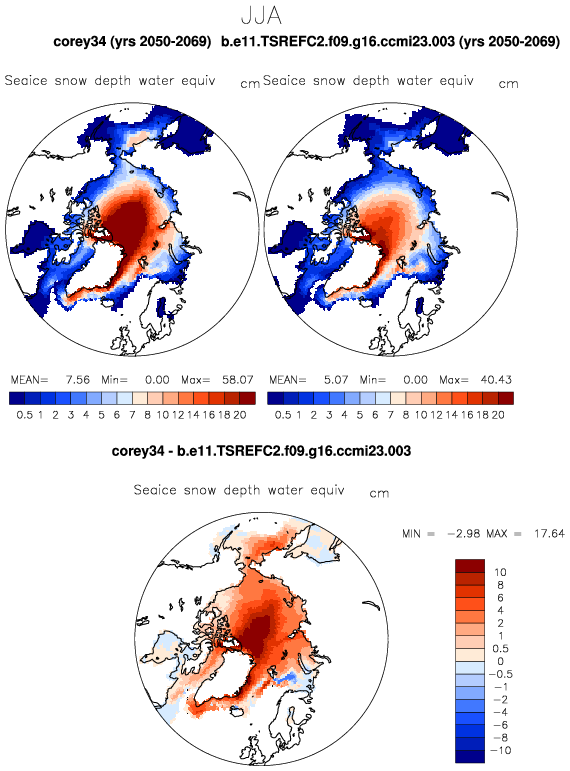 JJA
corey34 (yrs 2050-2069) b.e11.TSREFC2.f09.g16.ccmi23.003 (yrs 2050-2069)
Seaice snow depth water equiv cm Seaice snow depth water equiv cm
MEAN= 7.56 Min= 0.00 Max= 58.07 MEAN= 5.07 Min= 0.00 Max= 40.43
0.5 1 2 3 4 5 6 7 8 10 12 14 16 18 20 0.5 1 2 3 4 5 6 7 8 10 12 14 16 18 20
corey34 - b.e11.TSREFC2.f09.g16.ccmi23.003
Seaice snow depth water equiv cm
MIN = -2.98 MAX = 17.64
10
8
6
4
2
1
0.5
0
-0.5
-1
-2
-4
-6
-8
-10